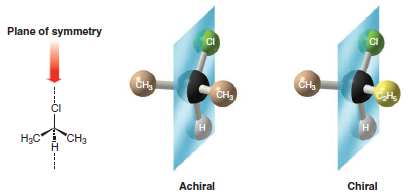 Plane of symmetry
Cl
H3C CH3
H
Cl
CH3
CH3
H
Achiral
Cl
CH3
C2H5
H
Chiral